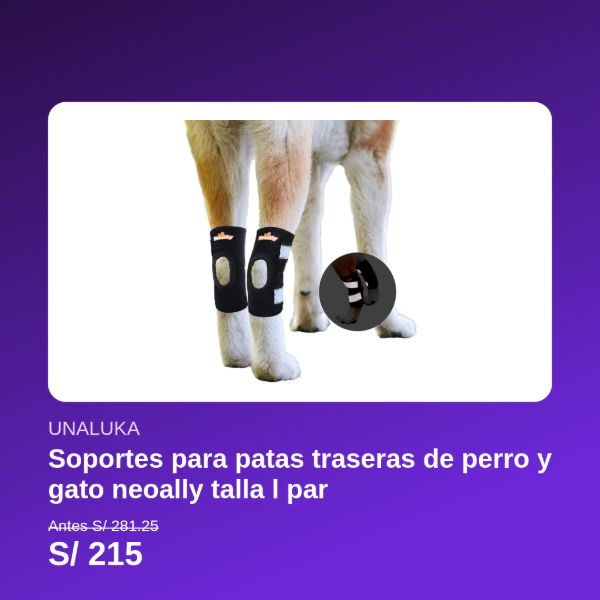 UNALUKA
Soportes para patas traseras de perro y
gato neoally talla l par
Antes S/ 281.25
S/ 215